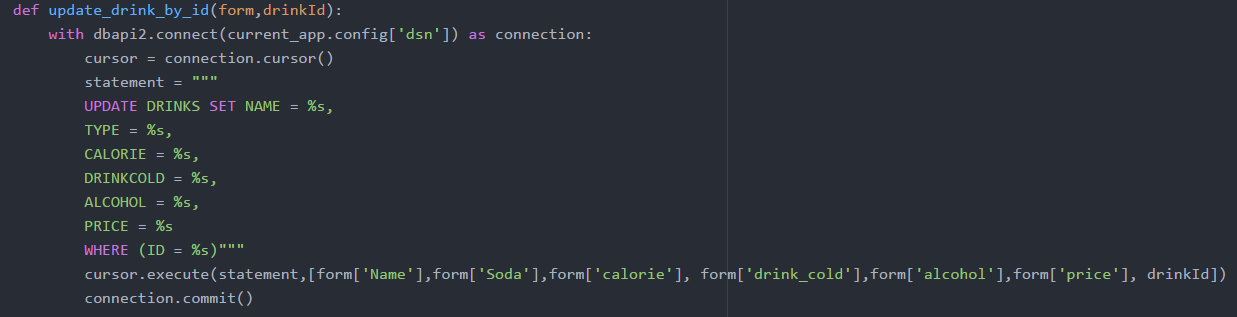 def update_drink_by_id(form,drinkId):
    with dbapi2.connect(current_app.config['dsn']) as connection:
        cursor = connection.cursor()
        statement = """
        UPDATE DRINKS SET NAME = %s,
        TYPE = %s,
        CALORIE = %s,
        DRINKCOLD = %s,
        ALCOHOL = %s,
        PRICE = %s
        WHERE (ID = %s)"""
        cursor.execute(statement,[form['Name'],form['Soda'],form['calorie'], form['drink_cold'],form['alcohol'],form['price'], drinkId])
        connection.commit()